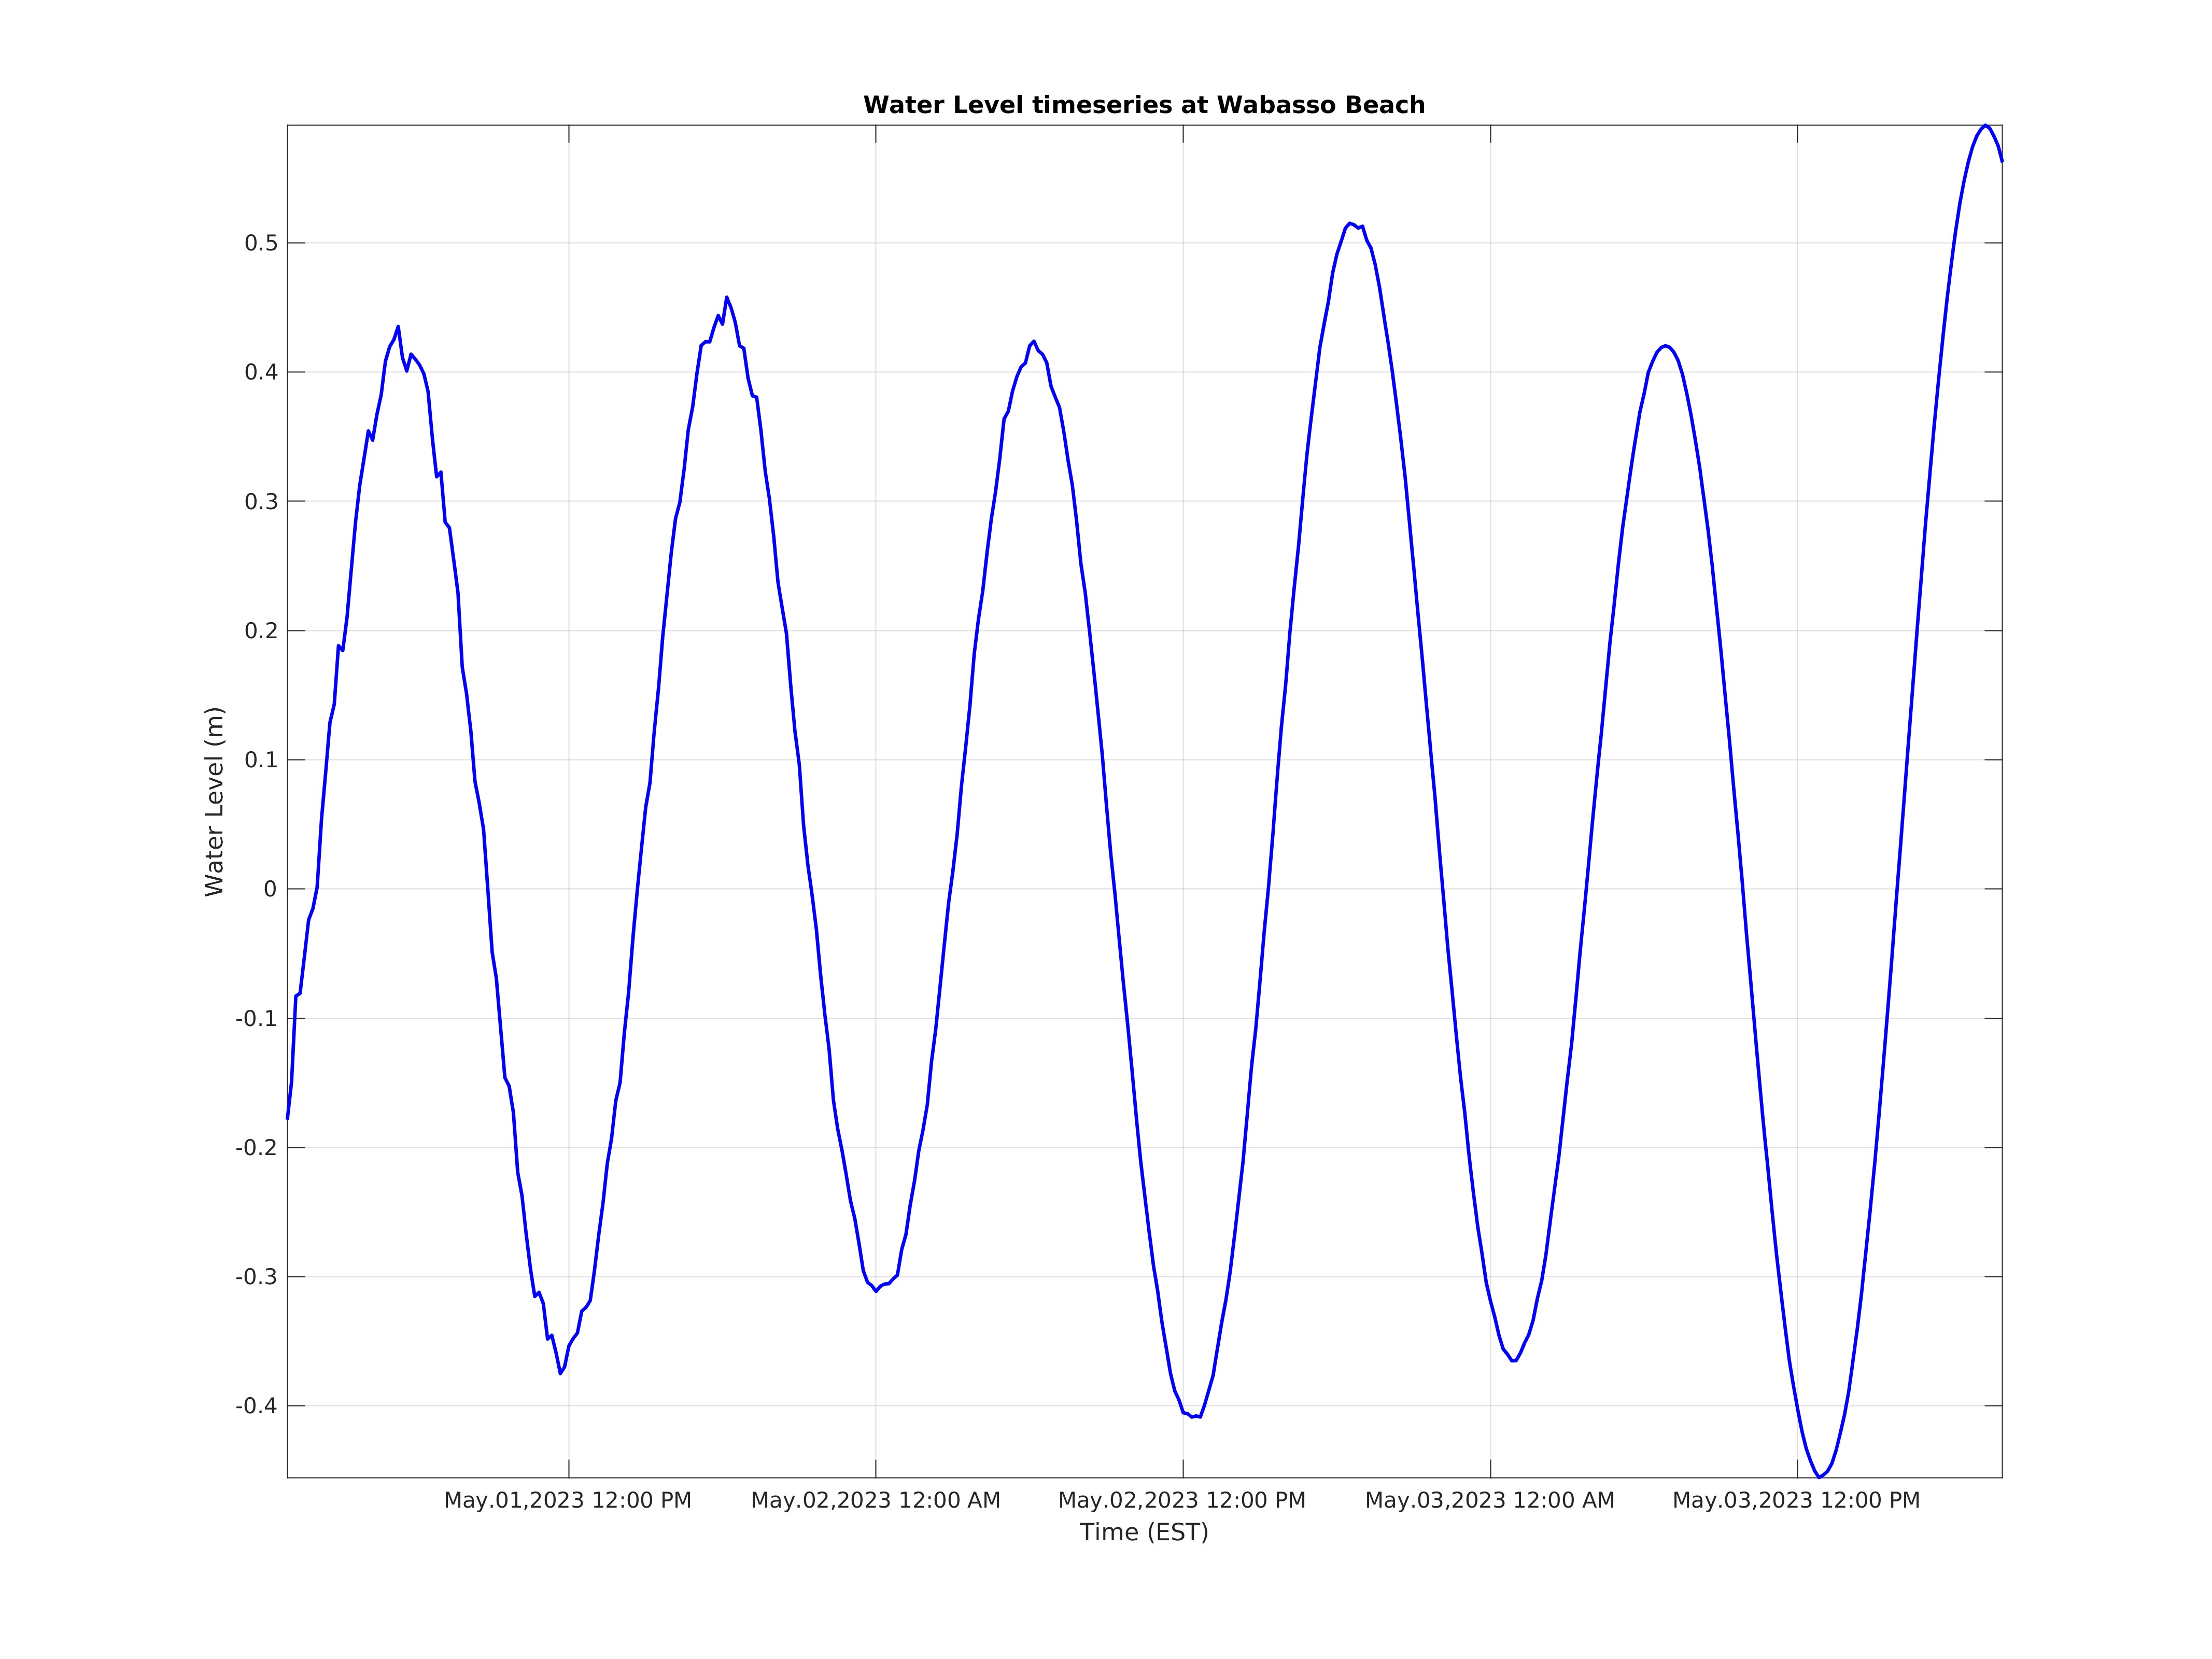 Water Level timeseries at Wabasso Beach
0.5
0.4
0.3
0.2
0.1
0
-0.1
-0.2
-0.3
-0.4
Water Level (m)
May.01,2023 12:00 PM May.02,2023 12:00 AM May.02,2023 12:00 PM May.03,2023 12:00 AM May.03,2023 12:00 PM
Time (EST)